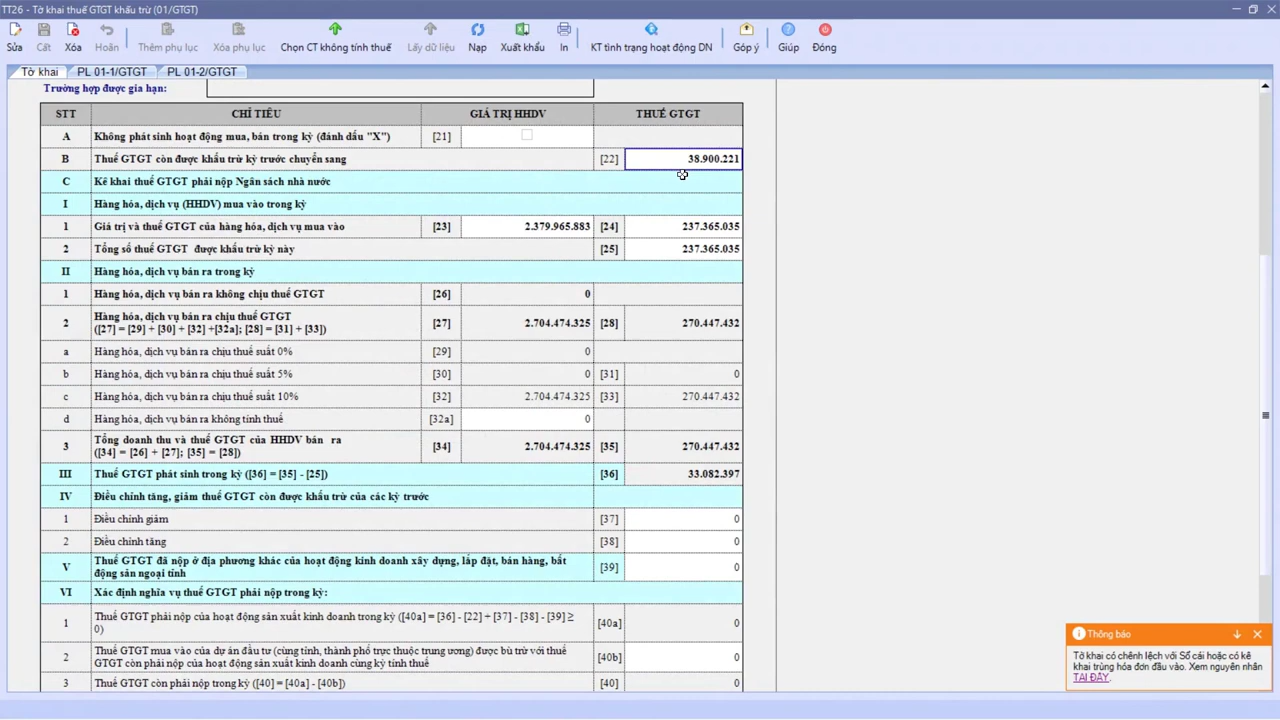 TT26 - Tờ khai thuế GTGT khấu trừ (01/GTGT)
Sửa Cất Xóa Hoãn Thêm phụ lục Xóa phụ lục Chọn CT không tính thuế Lấy dữ liệu Nạp Xuất khẩu In KT tình trạng hoạt động DN Góp ý Giúp Đóng
Tờ khai PL 01-1/GTGT PL 01-2/GTGT
Trường hợp được gia hạn:
STT CHỈ TIÊU GIÁ TRỊ HHDV THUẾ GTGT
A Không phát sinh hoạt động mua, bán trong kỳ (đánh dấu "X") [21]
B Thuế GTGT còn được khấu trừ kỳ trước chuyển sang [22] 38.900.221
C Kê khai thuế GTGT phải nộp Ngân sách nhà nước
I Hàng hóa, dịch vụ (HHDV) mua vào trong kỳ
1 Giá trị và thuế GTGT của hàng hóa, dịch vụ mua vào [23] 2.379.965.883 [24] 237.365.035
2 Tổng số thuế GTGT được khấu trừ kỳ này [25] 237.365.035
II Hàng hóa, dịch vụ bán ra trong kỳ
1 Hàng hóa, dịch vụ bán ra không chịu thuế GTGT [26] 0
2 Hàng hóa, dịch vụ bán ra chịu thuế GTGT
([27] = [29] + [30] + [32] +[32a]; [28] = [31] + [33]) [27] 2.704.474.325 [28] 270.447.432
a Hàng hóa, dịch vụ bán ra chịu thuế suất 0% [29] 0
b Hàng hóa, dịch vụ bán ra chịu thuế suất 5% [30] 0 [31] 0
c Hàng hóa, dịch vụ bán ra chịu thuế suất 10% [32] 2.704.474.325 [33] 270.447.432
d Hàng hóa, dịch vụ bán ra không tính thuế [32a] 0
3 Tổng doanh thu và thuế GTGT của HHDV bán ra
([34] = [26] + [27]; [35] = [28]) [34] 2.704.474.325 [35] 270.447.432
III Thuế GTGT phát sinh trong kỳ ([36] = [35] - [25]) [36] 33.082.397
IV Điều chỉnh tăng, giảm thuế GTGT còn được khấu trừ của các kỳ trước
1 Điều chỉnh giảm [37] 0
2 Điều chỉnh tăng [38] 0
V Thuế GTGT đã nộp ở địa phương khác của hoạt động kinh doanh xây dựng, lắp đặt, bán hàng, bất
động sản ngoại tỉnh [39] 0
VI Xác định nghĩa vụ thuế GTGT phải nộp trong kỳ:
1 Thuế GTGT phải nộp của hoạt động sản xuất kinh doanh trong kỳ ([40a] = [36] - [22] + [37] - [38] - [39] ≥
0) [40a] 0
2 Thuế GTGT mua vào của dự án đầu tư (cùng tỉnh, thành phố trực thuộc trung ương) được bù trừ với thuế
GTGT còn phải nộp của hoạt động sản xuất kinh doanh cùng kỳ tính thuế [40b] 0
3 Thuế GTGT còn phải nộp trong kỳ ([40] = [40a] - [40b]) [40] 0
Thông báo
Tờ khai có chênh lệch với Sổ cái hoặc có kê
khai trùng hóa đơn đầu vào. Xem nguyên nhân
TẠI ĐÂY.